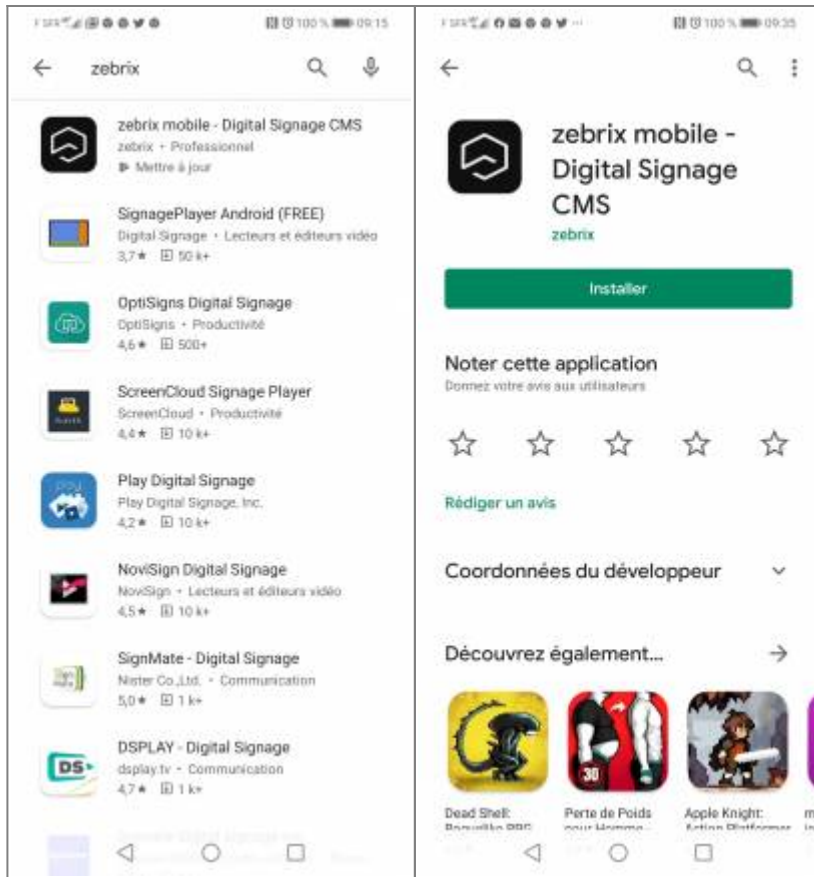 100 % 09:15
zebrix
zebrix mobile - Digital Signage CMS
zebrix • Professionnel
Mettre à jour
SignagePlayer Android (FREE)
Digital Signage • Lecteurs et éditeurs vidéo
3,7★ 50 k+
OptiSigns Digital Signage
OptiSigns • Productivité
4,6★ 500+
ScreenCloud Signage Player
ScreenCloud • Productivité
4,4★ 10 k+
Play Digital Signage
Play Digital Signage, Inc.
4,2★ 10 k+
NoviSign Digital Signage
NoviSign • Lecteurs et éditeurs vidéo
4,5★ 10 k+
SignMate - Digital Signage
Nister Co.,Ltd. • Communication
5,0★ 1 k+
DS
DSPLAY - Digital Signage
dsplay.tv • Communication
4,7★ 1 k+
100 % 09:35
zebrix mobile -
Digital Signage
CMS
zebrix
Installer
Noter cette application
Donnez votre avis aux utilisateurs
Rédiger un avis
Coordonnées du développeur
Découvrez également...
30
Dead Shell:
Roguelike RPG
Perte de Poids
pour Homme
Apple Knight:
Action Platformer